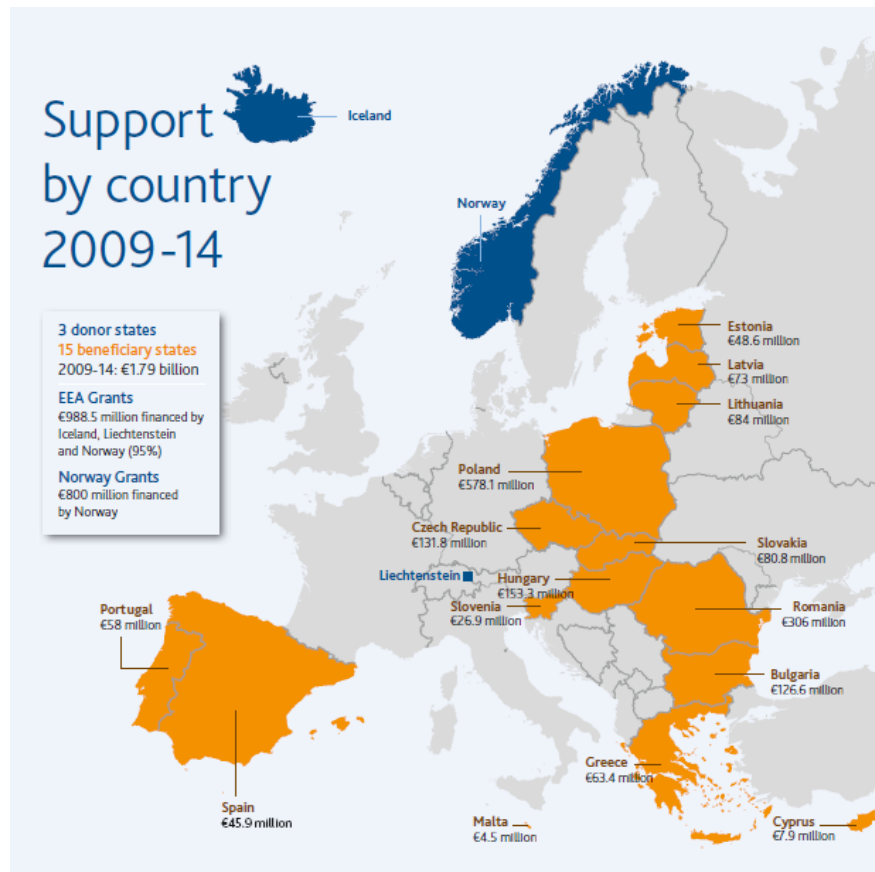 Support
by country
2009-14
Iceland
Norway
3 donor states
15 beneficiary states
2009-14: €1.79 billion
EEA Grants
€988.5 million financed by
Iceland, Liechtenstein
and Norway (95%)
Norway Grants
€800 million financed
by Norway
Estonia
€48.6 million
Latvia
€73 million
Lithuania
€84 million
Poland
€578.1 million
Czech Republic
€131.8 million
Slovakia
€80.8 million
Liechtenstein
Hungary
€153.3 million
Slovenia
€26.9 million
Portugal
€58 million
Romania
€306 million
Bulgaria
€126.6 million
Greece
€63.4 million
Spain
€45.9 million
Malta
€4.5 million
Cyprus
€7.9 million